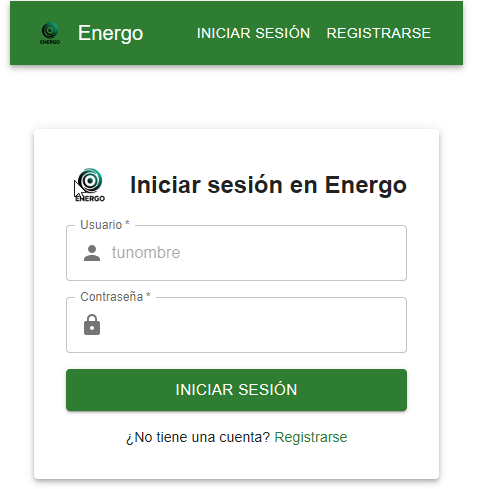 ENERGO Energo INICIAR SESIÓN REGISTRARSE
ENERGO Iniciar sesión en Energo
Usuario *
tunombre
Contraseña *
INICIAR SESIÓN
¿No tiene una cuenta? Registrarse